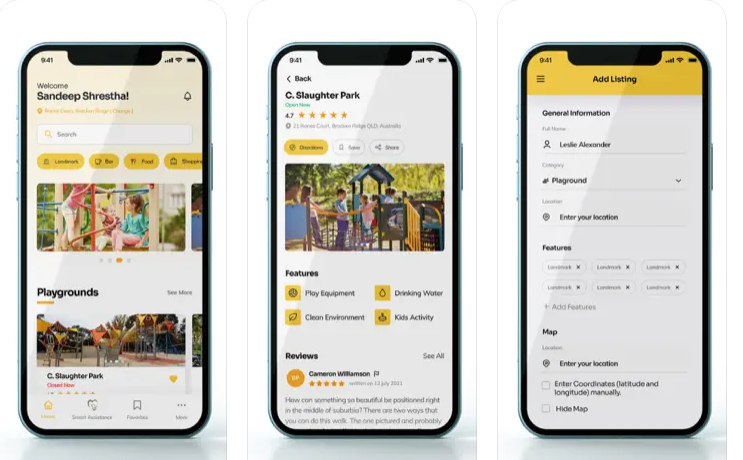 9:41
Welcome
Sandeep Shrestha!
Search
Landmark
Bar
Food
Shopping
Playgrounds
See More
C. Slaughter Park
Closed Now
Home
Smart Assistant
Favorites
More
9:41
Back
C. Slaughter Park
Open Now
4.7
21 Renee Court, Bracken Ridge QLD, Australia
Directions
Save
Share
Features
Play Equipment
Drinking Water
Clean Environment
Kids Activity
Reviews
See All
DP
Cameron Williamson
written on 12 july 2021
How can something so beautiful be positioned right
in the middle of suburbia? There are two ways that
you can do this walk. The one pictured and probably
9:41
Add Listing
General Information
Full Name
Leslie Alexander
Category
Plaground
Location
Enter your location
Features
Landmark x
Landmark x
Landmark x
Landmark x
Landmark x
Landmark x
+ Add Features
Map
Location
Enter your location
Enter Coordinates (latitude and
longitude) manually.
Hide Map